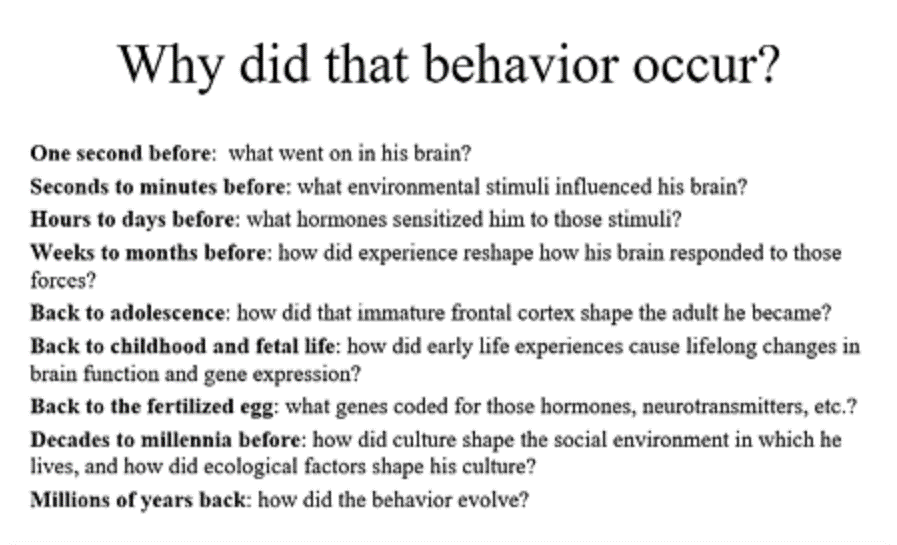 Why did that behavior occur?
One second before: what went on in his brain?
Seconds to minutes before: what environmental stimuli influenced his brain?
Hours to days before: what hormones sensitized him to those stimuli?
Weeks to months before: how did experience reshape how his brain responded to those
forces?
Back to adolescence: how did that immature frontal cortex shape the adult he became?
Back to childhood and fetal life: how did early life experiences cause lifelong changes in
brain function and gene expression?
Back to the fertilized egg: what genes coded for those hormones, neurotransmitters, etc.?
Decades to millennia before: how did culture shape the social environment in which he
lives, and how did ecological factors shape his culture?
Millions of years back: how did the behavior evolve?